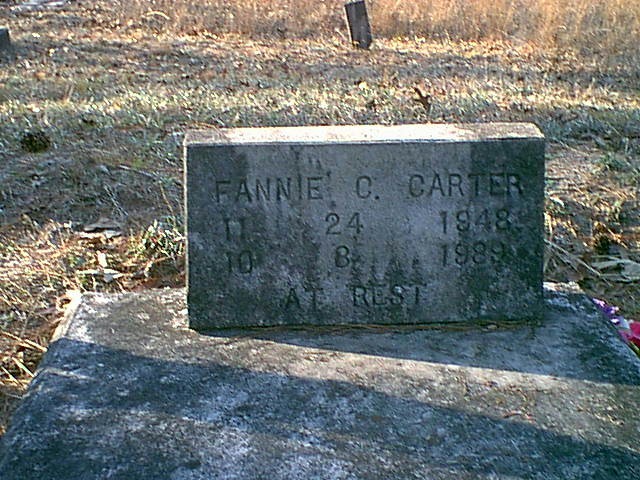 FANNIE C. CARTER
11 24 1948
10 8 1989
AT REST